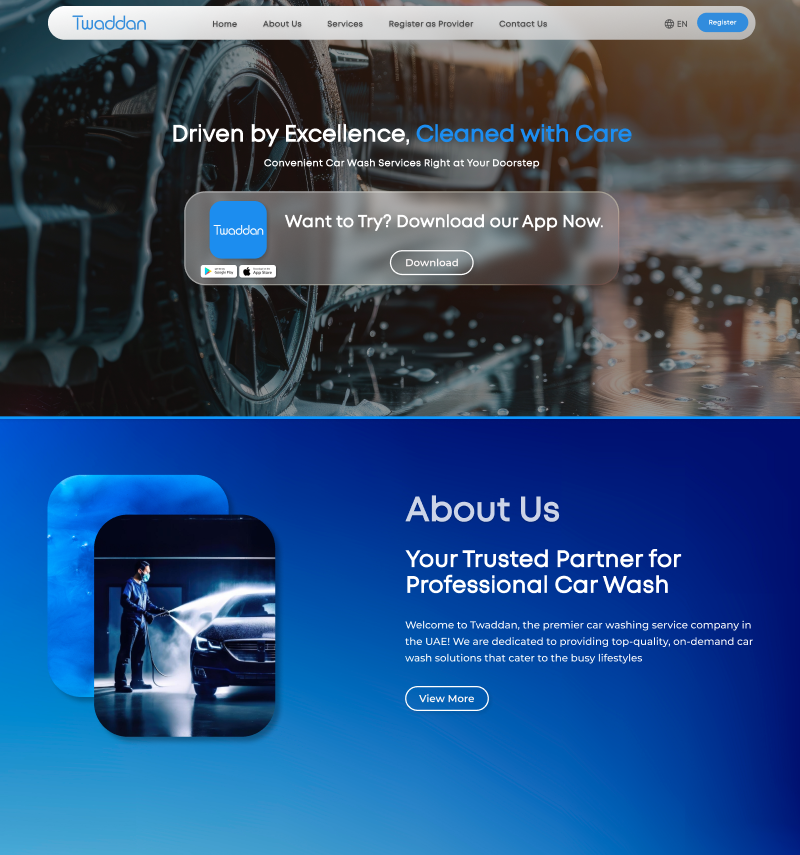 Twaddan
Home
About Us
Services
Register as Provider
Contact Us
EN
Register
Driven by Excellence, Cleaned with Care
Convenient Car Wash Services Right at Your Doorstep
Twaddan
Want to Try? Download our App Now.
Google Play
App Store
Download
About Us
Your Trusted Partner for
Professional Car Wash
Welcome to Twaddan, the premier car washing service company in
the UAE! We are dedicated to providing top-quality, on-demand car
wash solutions that cater to the busy lifestyles
View More